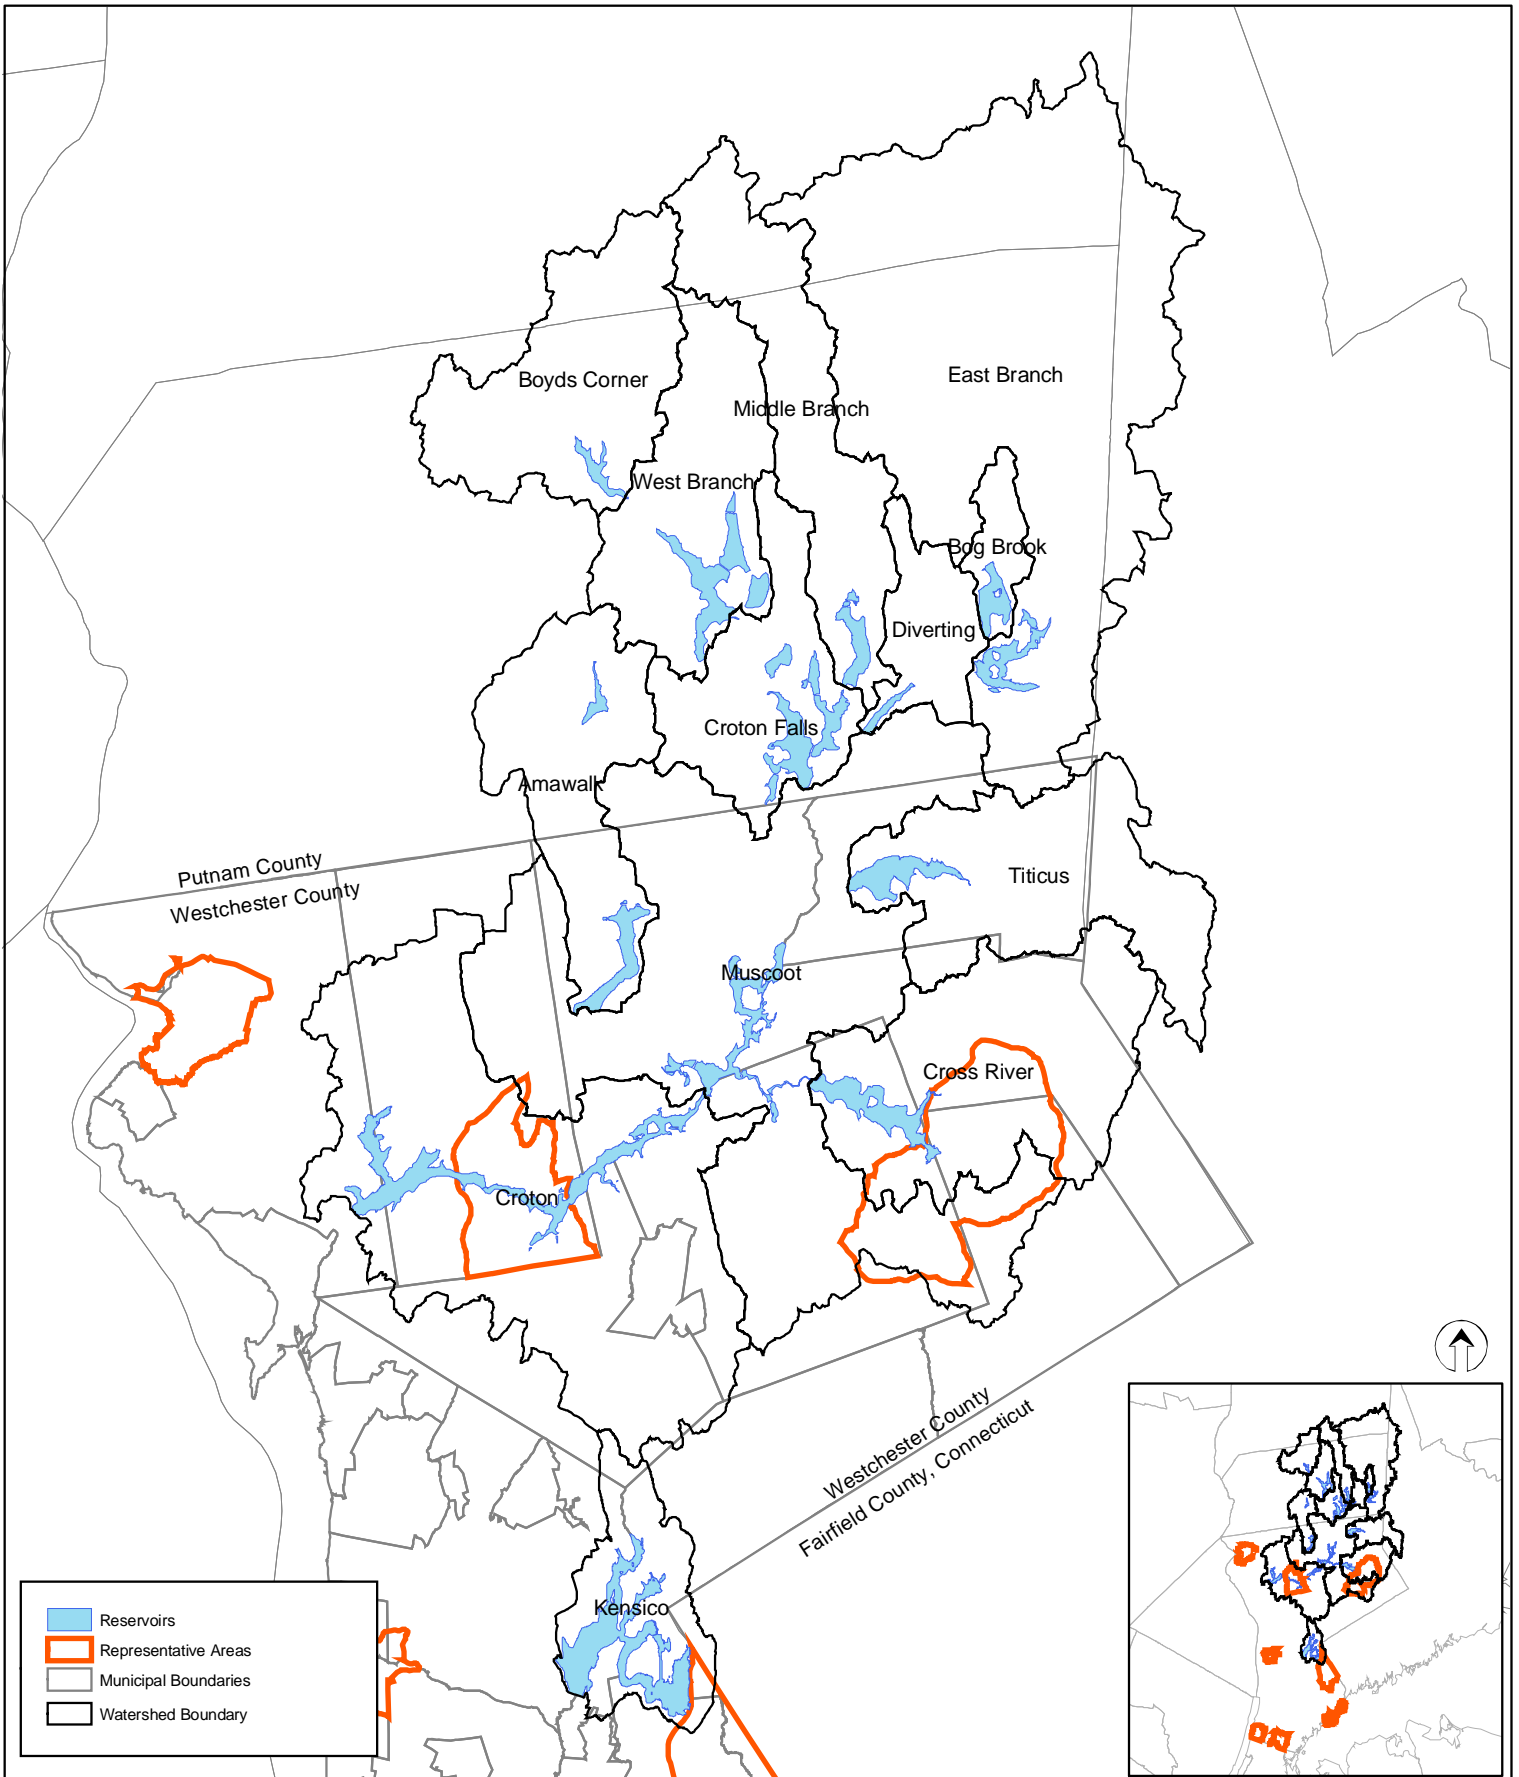 East Branch
Boyds Corner
Middle Branch
West Branch
Bog Brook
Diverting
Croton Falls
Amawalk
Putnam County
Westchester County
Titicus
Muscoot
Cross River
Croton
Westchester County
Fairfield County, Connecticut
Kensico
Reservoirs
Representative Areas
Municipal Boundaries
Watershed Boundary